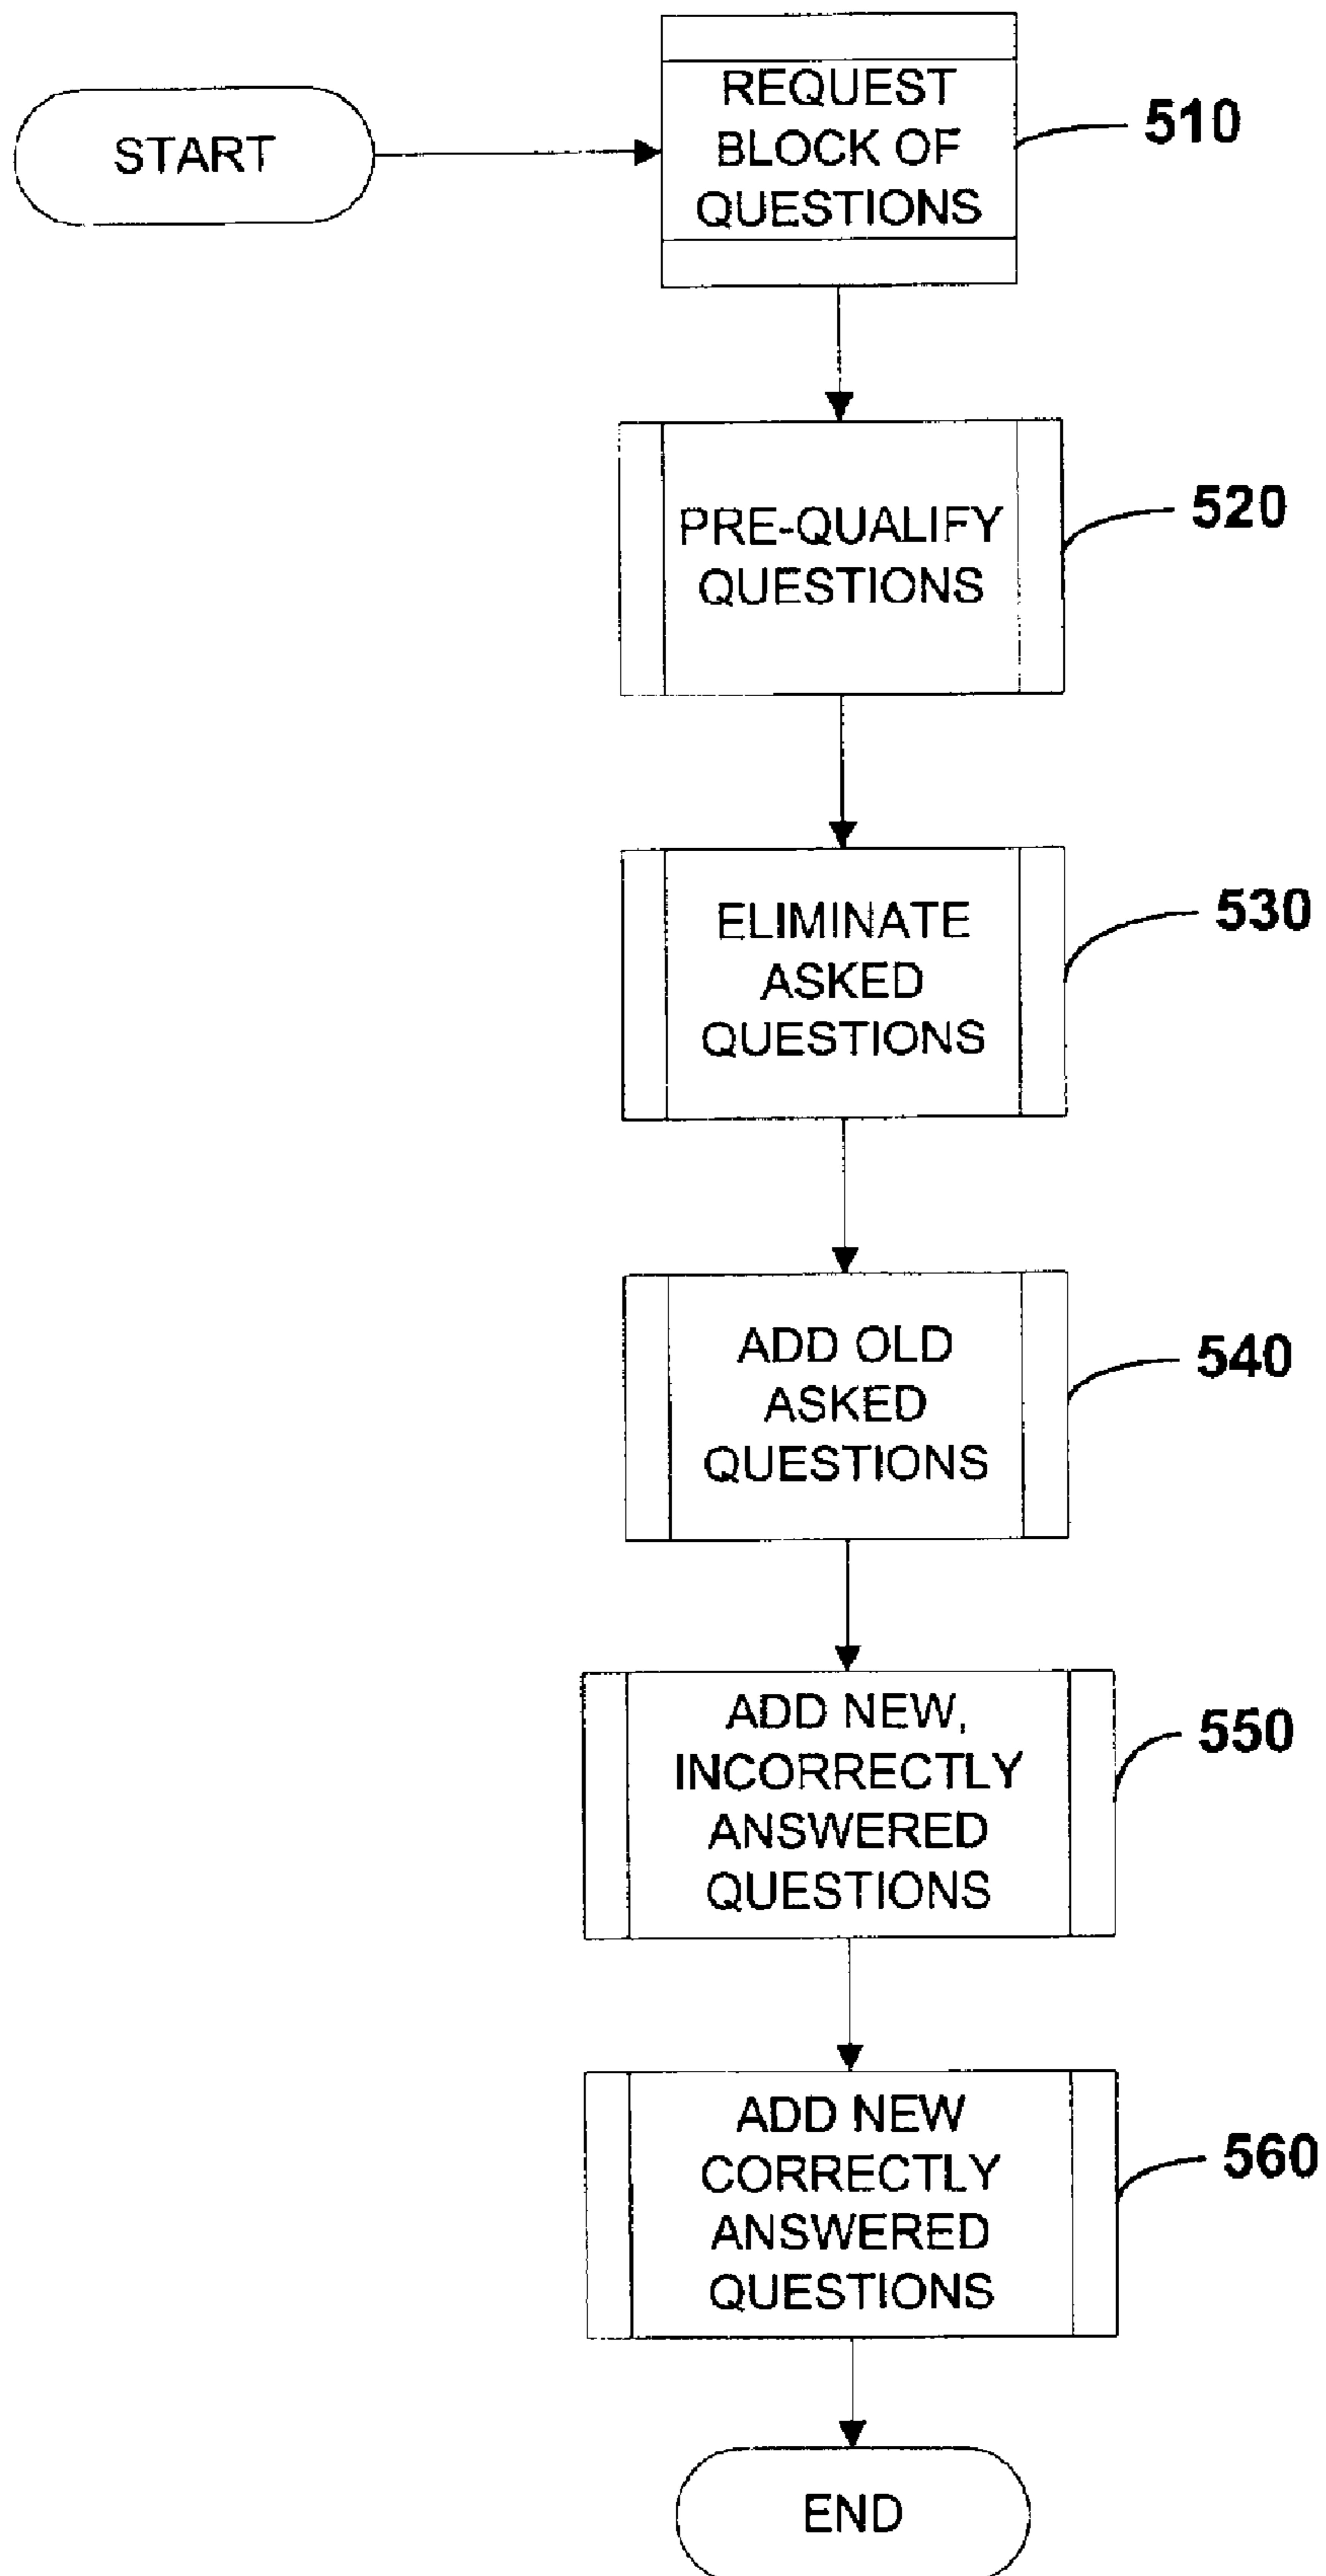 START
REQUEST
BLOCK OF
QUESTIONS
510
PRE-QUALIFY
QUESTIONS
520
ELIMINATE
ASKED
QUESTIONS
530
ADD OLD
ASKED
QUESTIONS
540
ADD NEW,
INCORRECTLY
ANSWERED
QUESTIONS
550
ADD NEW
CORRECTLY
ANSWERED
QUESTIONS
560
END